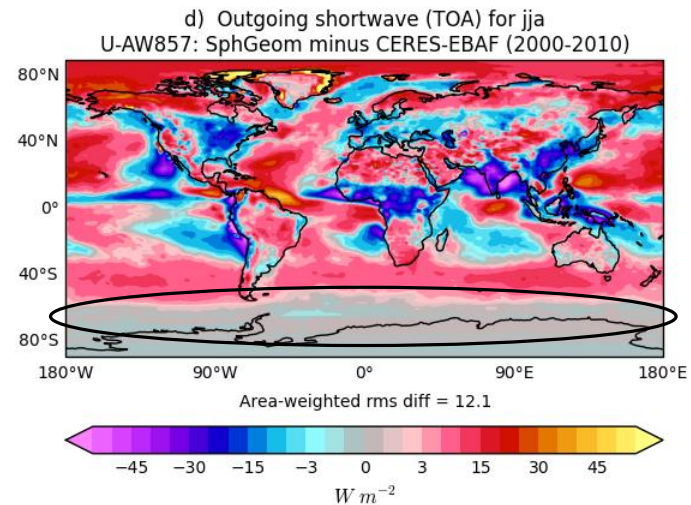 d) Outgoing shortwave (TOA) for jja
U-AW857: SphGeom minus CERES-EBAF (2000-2010)
80°N
40°N
0°
40°S
80°S
180°W 90°W 0° 90°E 180°E
Area-weighted rms diff = 12.1
−45 −30 −15 −3 0 3 15 30 45
W m⁻²